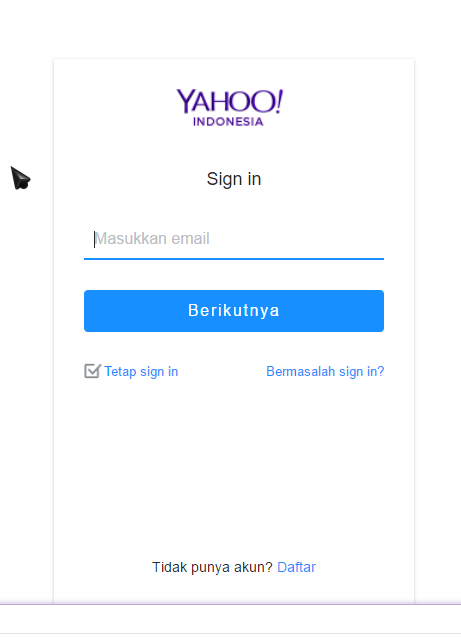 YAHOO!
INDONESIA
Sign in
Masukkan email
Berikutnya
Tetap sign in
Bermasalah sign in?
Tidak punya akun? Daftar